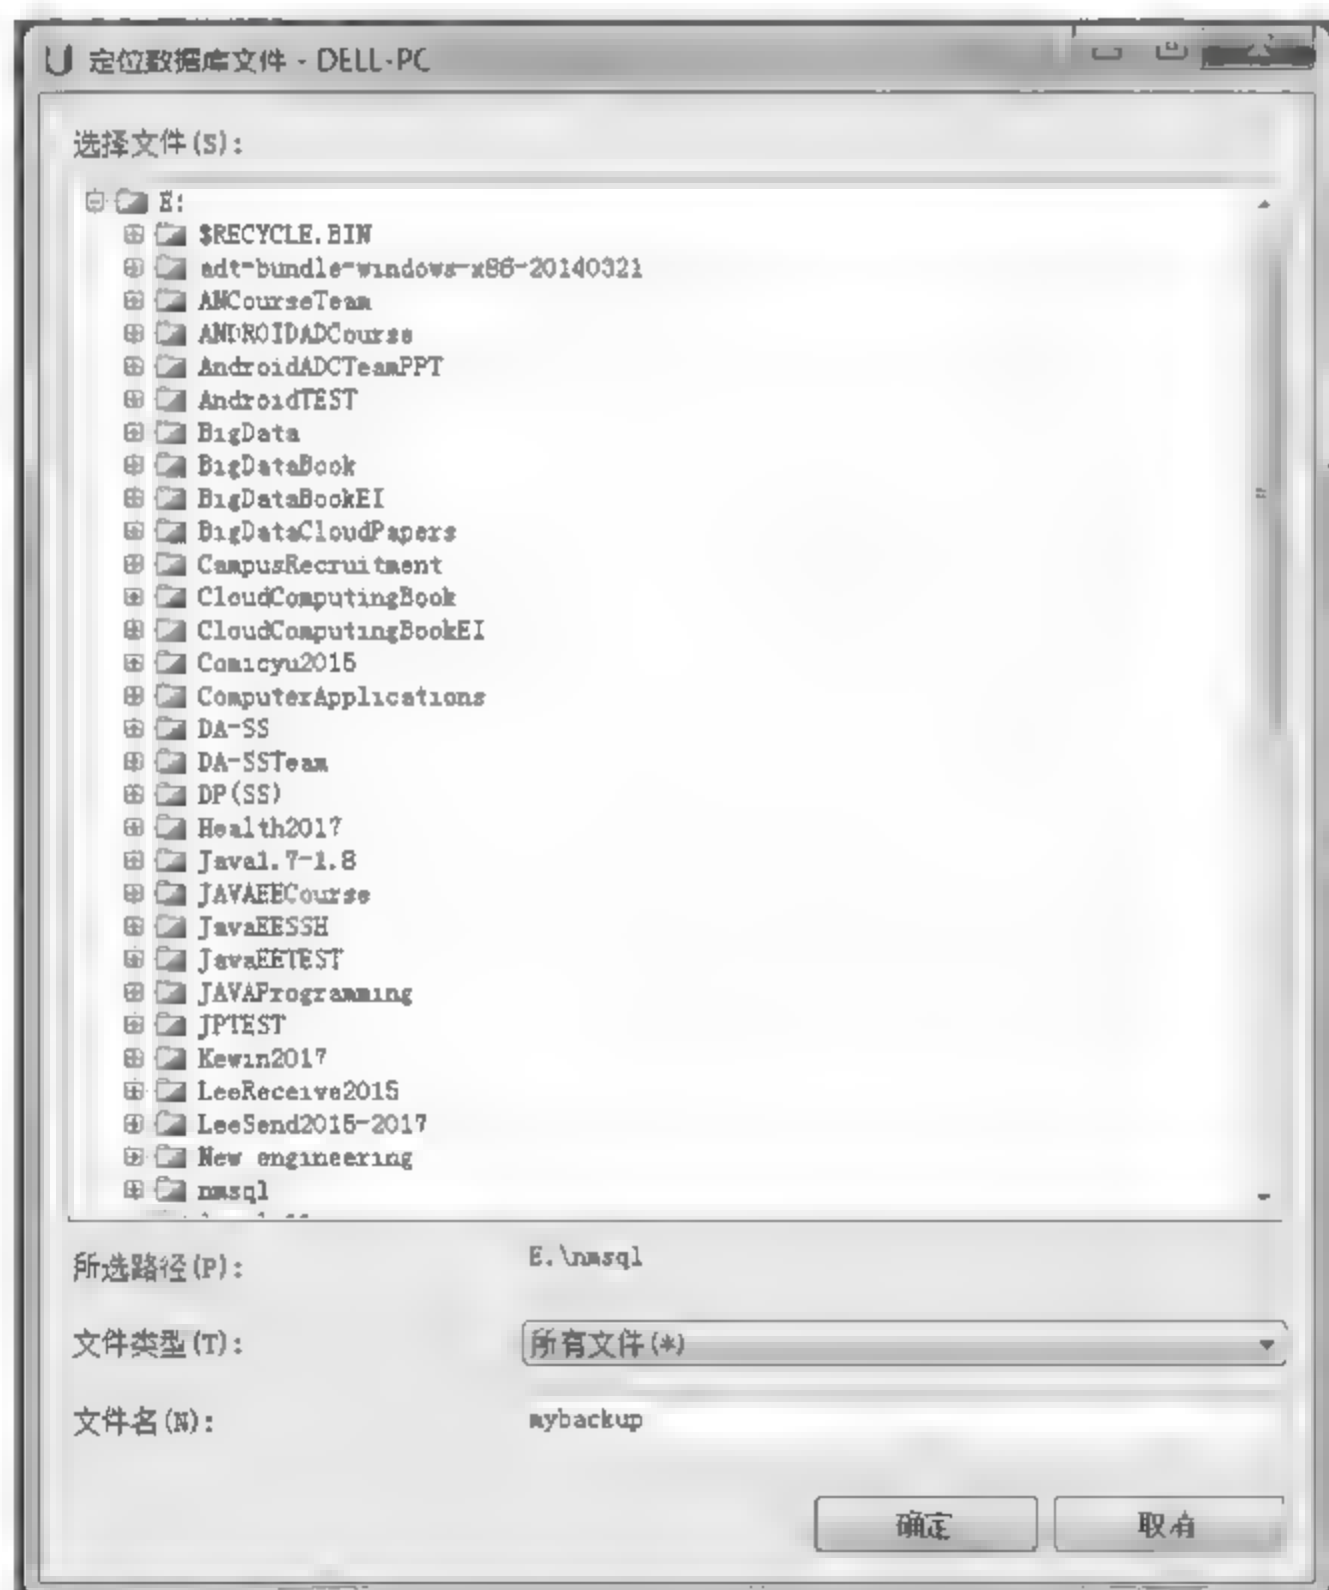 定位数据库文件 - DELL-PC
选择文件(S):
E:
$RECYCLE.BIN
adt-bundle-windows-x86-20140321
AMCourseTeam
ANDROIDADCourse
AndroidADCTeamPPT
AndroidTEST
BigData
BigDataBook
BigDataBookEI
BigDataCloudPapers
CampusRecruitment
CloudComputingBook
CloudComputingBookEI
Comicyu2015
ComputerApplications
DA-SS
DA-SSTeam
DP(SS)
Health2017
Java1.7-1.8
JAVAEECourse
JavaEESSH
JavaEETEST
JAVAProgramming
JPTEST
Kewin2017
LeeReceive2015
LeeSend2015-2017
New engineering
nmsql
所选路径(P):
E:\nmsql
文件类型(T):
所有文件(*)
文件名(N):
mybackup
确定
取消